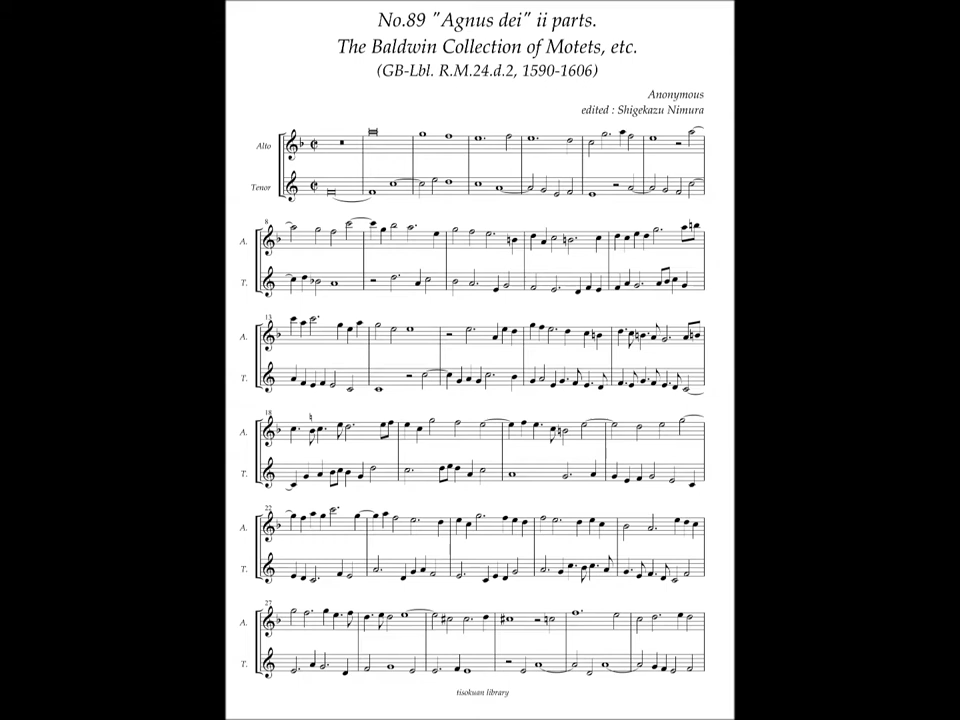 No.89 "Agnus dei" ii parts.
The Baldwin Collection of Motets, etc.
(GB-Lbl. R.M.24.d.2, 1590-1606)
Anonymous
edited : Shigekazu Nimura
Alto
Tenor
8
A.
T.
13
A.
T.
18
A.
T.
22
A.
T.
27
A.
T.
tisokuan library